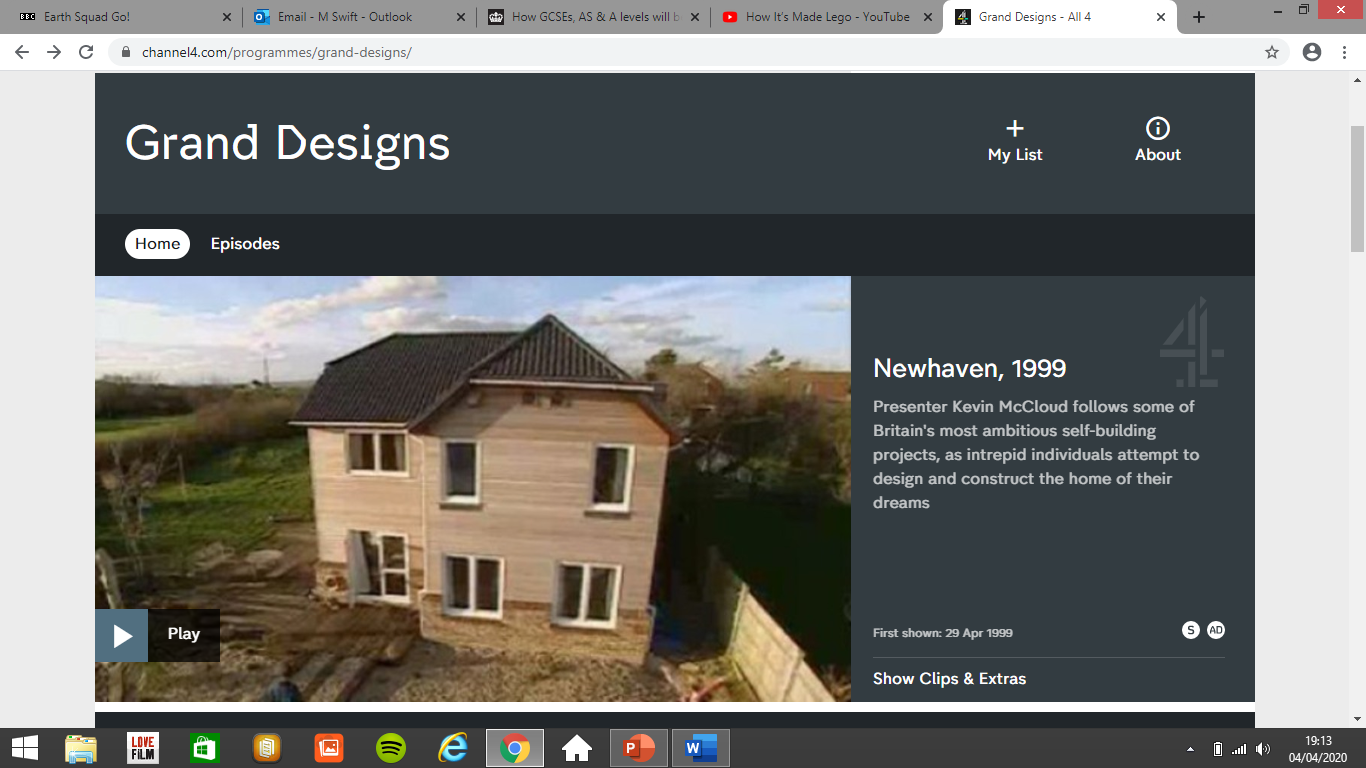 BBC Earth Squad Go!
Email - M Swift - Outlook
How GCSEs, AS & A levels will b
How It's Made Lego - YouTube
Grand Designs - All 4
channel4.com/programmes/grand-designs/
Grand Designs
My List
About
Home
Episodes
Newhaven, 1999
Presenter Kevin McCloud follows some of
Britain's most ambitious self-building
projects, as intrepid individuals attempt to
design and construct the home of their
dreams
Play
First shown: 29 Apr 1999
S AD
Show Clips & Extras
LOVE
FiLM
P
W
19:13
04/04/2020